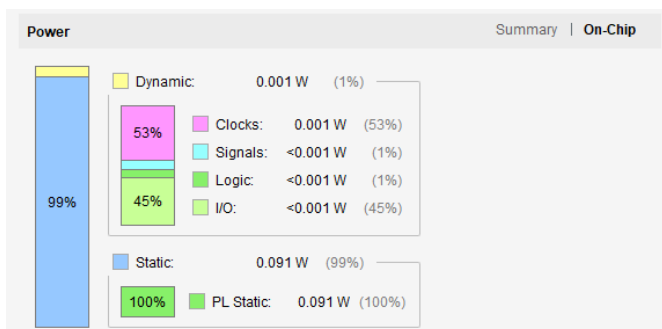 Power Summary | On-Chip
Dynamic: 0.001 W (1%)
53% Clocks: 0.001 W (53%)
Signals: <0.001 W (1%)
Logic: <0.001 W (1%)
99% 45% I/O: <0.001 W (45%)
Static: 0.091 W (99%)
100% PL Static: 0.091 W (100%)